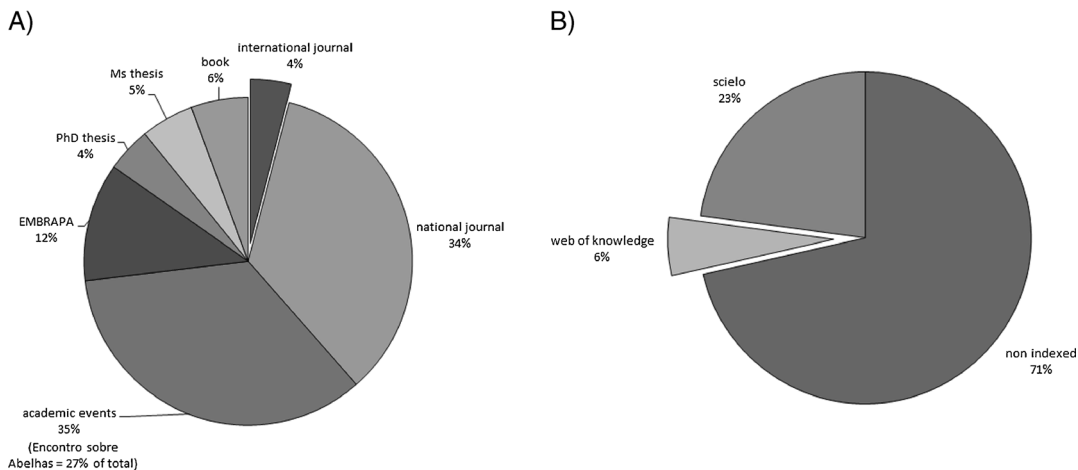 A)
international journal
4%
book
6%
Ms thesis
5%
PhD thesis
4%
EMBRAPA
12%
national journal
34%
academic events
35%
(Encontro sobre
Abelhas = 27% of total)
B)
scielo
23%
web of knowledge
6%
non indexed
71%